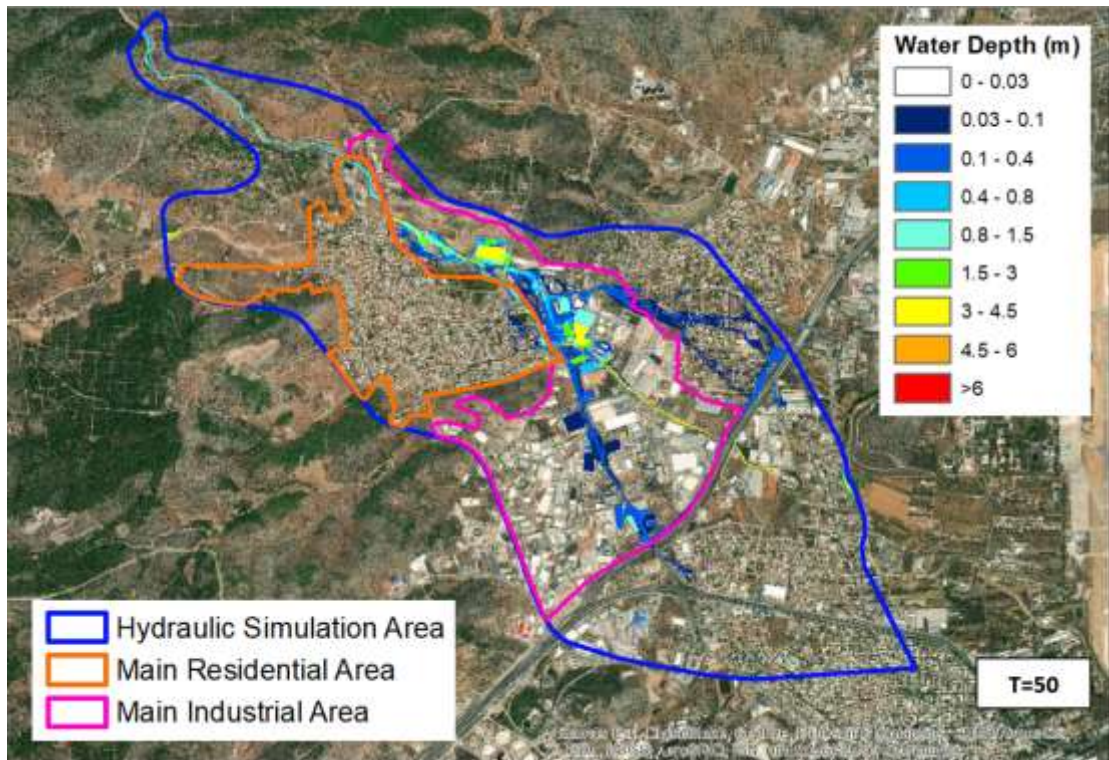 Water Depth (m)
0 - 0.03
0.03 - 0.1
0.1 - 0.4
0.4 - 0.8
0.8 - 1.5
1.5 - 3
3 - 4.5
4.5 - 6
>6
Hydraulic Simulation Area
Main Residential Area
Main Industrial Area
T=50